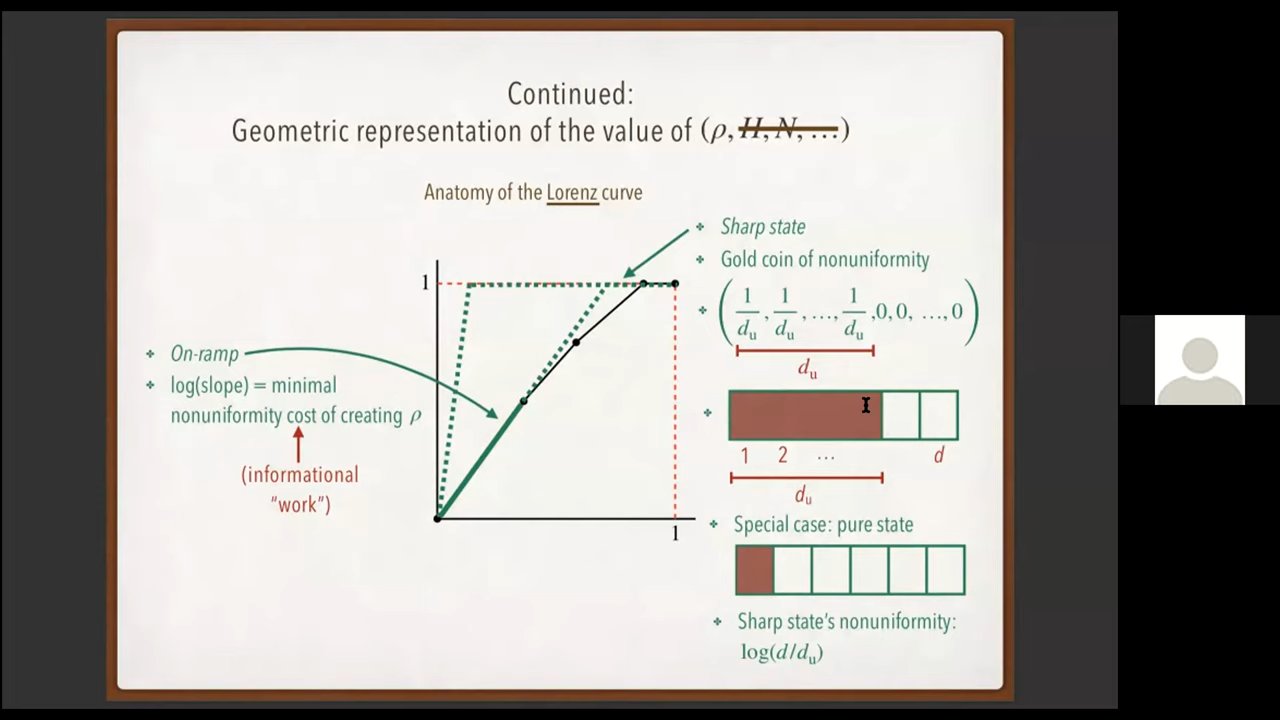 Continued:
Geometric representation of the value of (ρ, H, N, …)
Anatomy of the Lorenz curve
Sharp state
Gold coin of nonuniformity
(1/d_u, 1/d_u, …, 1/d_u, 0, 0, …, 0)
d_u
1
On-ramp
log(slope) = minimal
nonuniformity cost of creating ρ
(informational
“work”)
1
1 2 … d
d_u
Special case: pure state
Sharp state’s nonuniformity:
log(d/d_u)